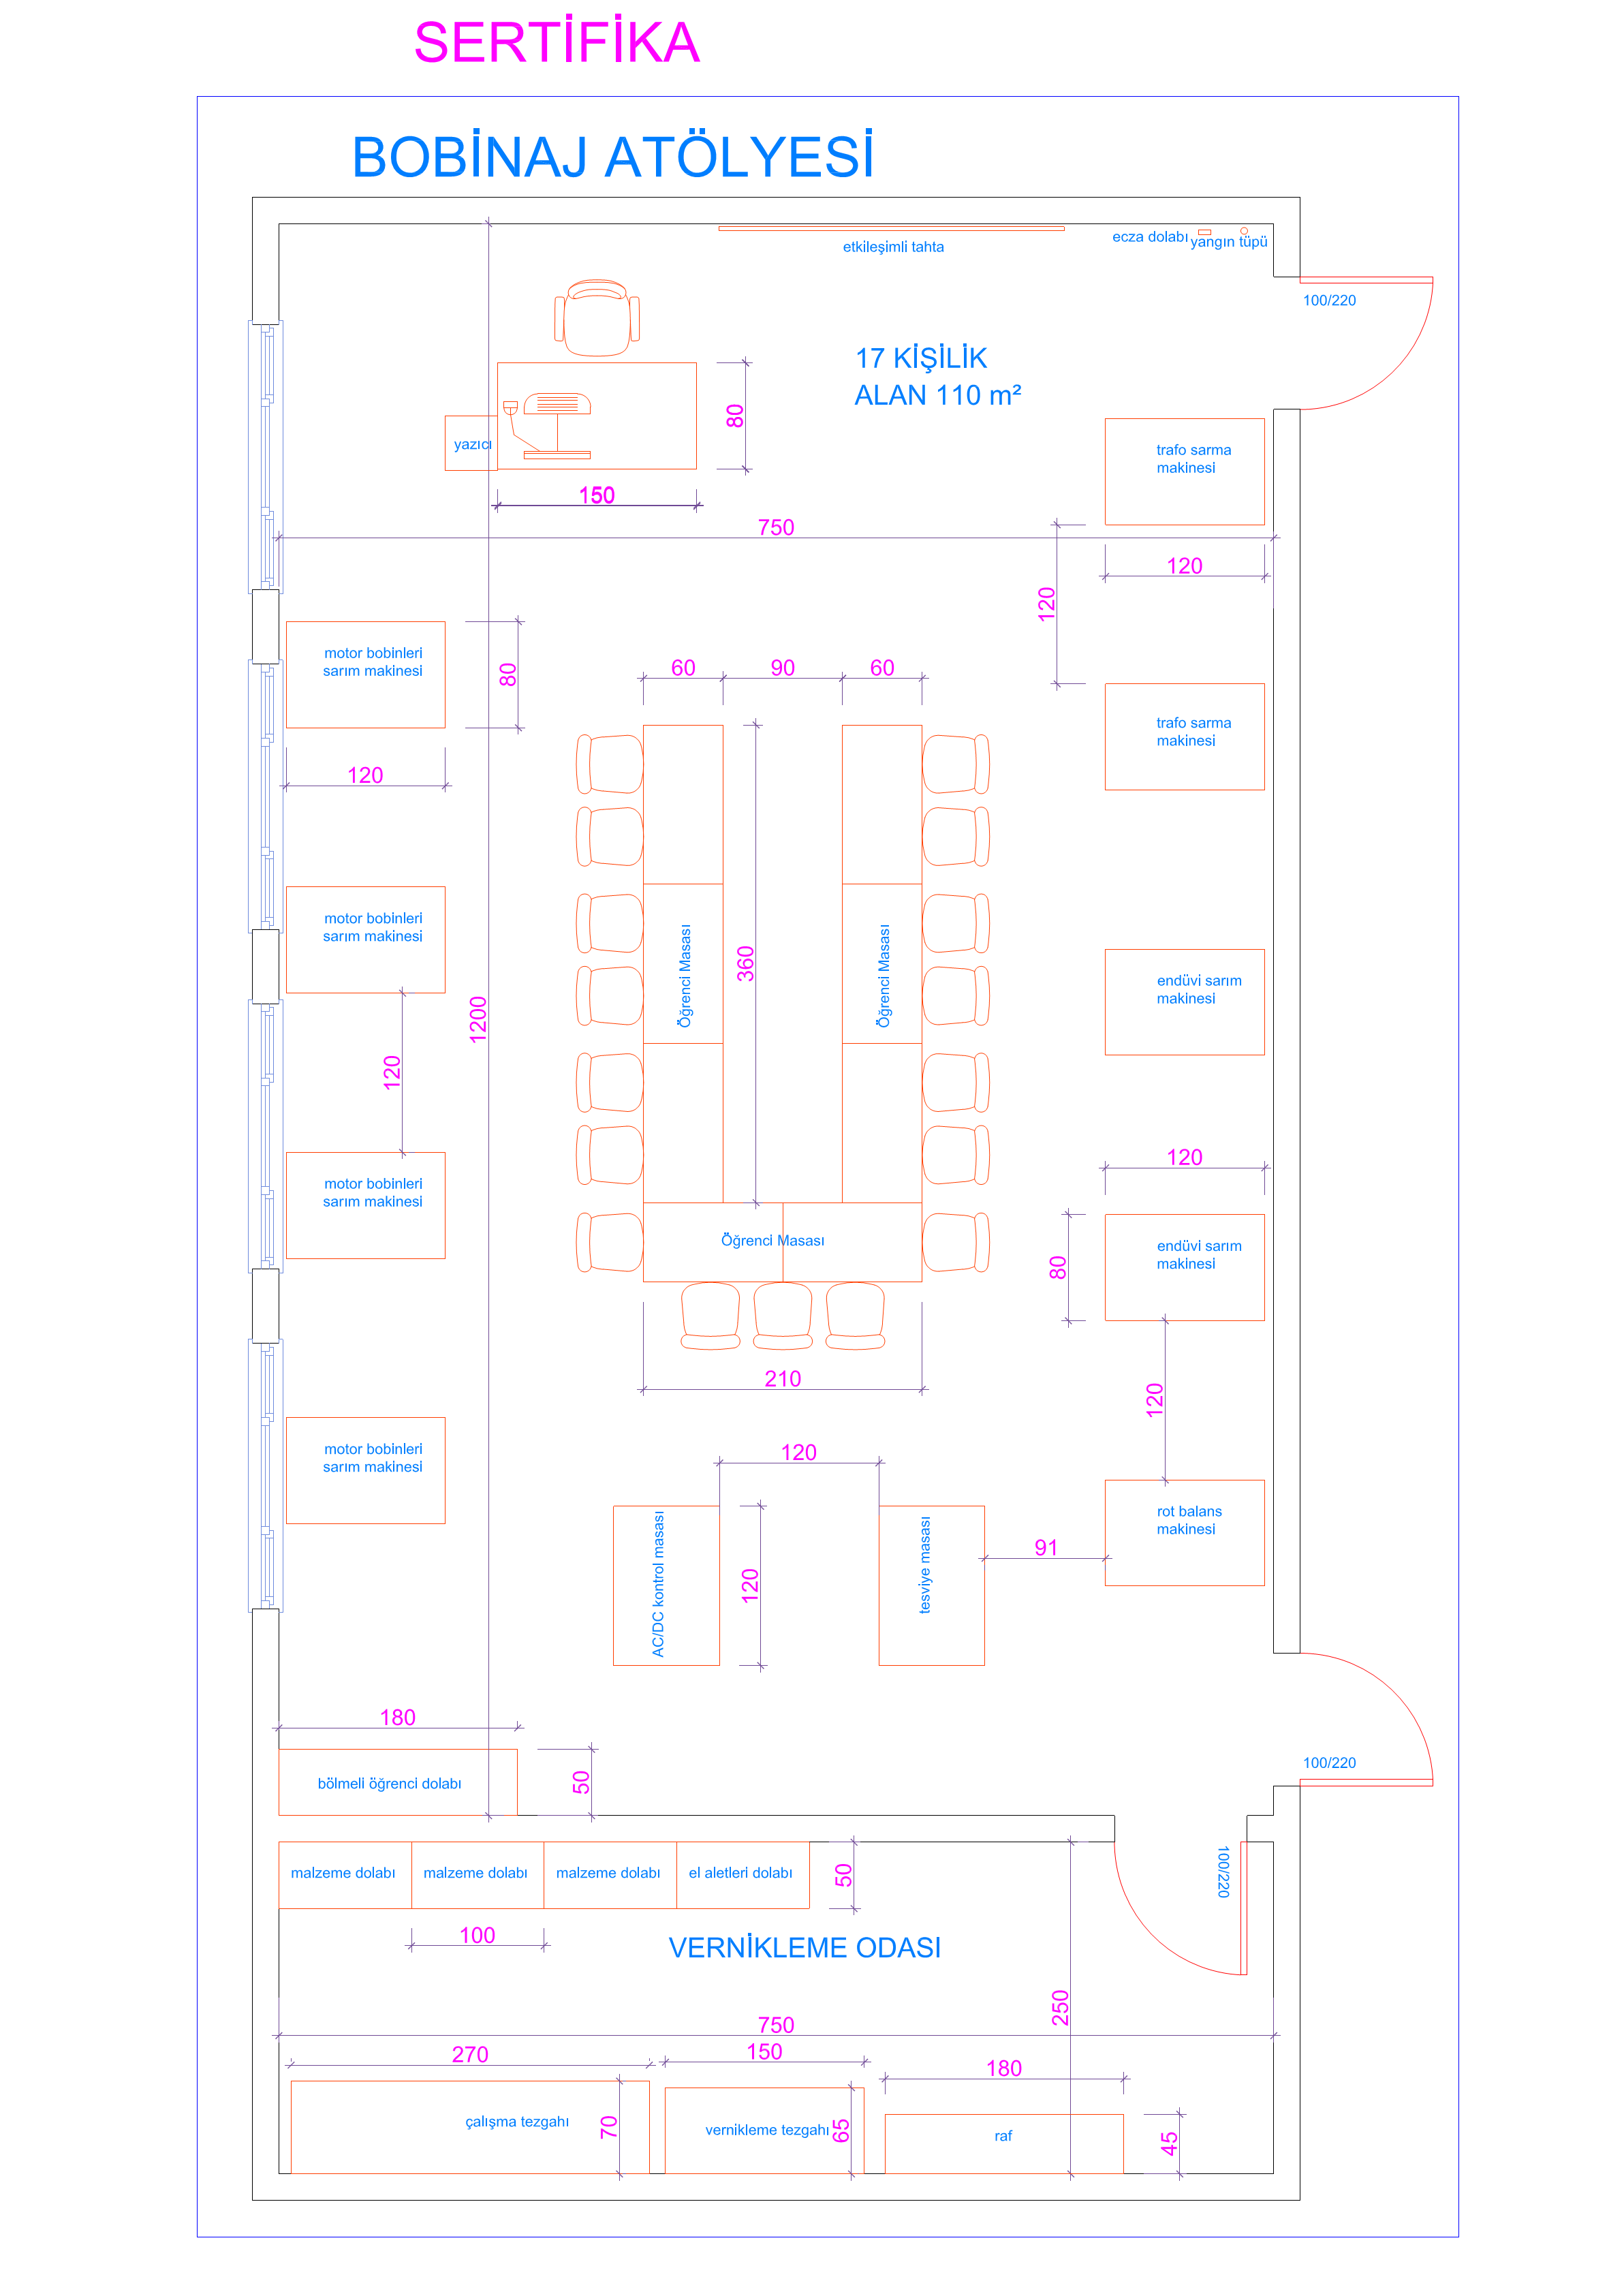 SERTİFİKA
BOBİNAJ ATÖLYESİ
etkileşimli tahta
ecza dolabı
yangın tüpü
100/220
17 KİŞİLİK
ALAN 110 m²
80
yazıcı
150
750
trafo sarma
makinesi
120
120
motor bobinleri
sarım makinesi
80
120
60
90
60
trafo sarma
makinesi
motor bobinleri
sarım makinesi
Öğrenci Masası
360
Öğrenci Masası
endüvi sarım
makinesi
1200
120
motor bobinleri
sarım makinesi
120
Öğrenci Masası
80
endüvi sarım
makinesi
210
120
motor bobinleri
sarım makinesi
120
AC/DC kontrol masası
120
tesviye masası
91
rot balans
makinesi
180
bölmeli öğrenci dolabı
50
100/220
malzeme dolabı
malzeme dolabı
malzeme dolabı
el aletleri dolabı
50
100/220
100
VERNİKLEME ODASI
250
750
270
150
180
çalışma tezgahı
70
vernikleme tezgahı
65
raf
45